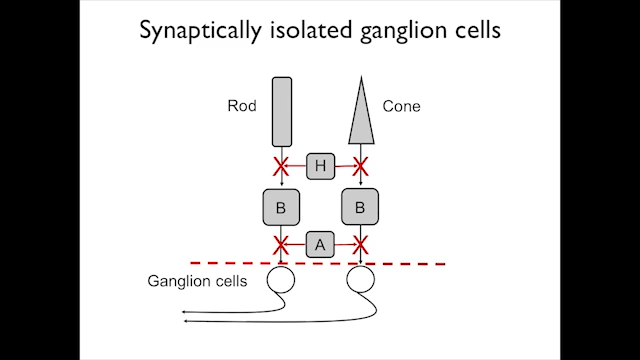 Synaptically isolated ganglion cells
Rod
Cone
H
B
B
A
Ganglion cells